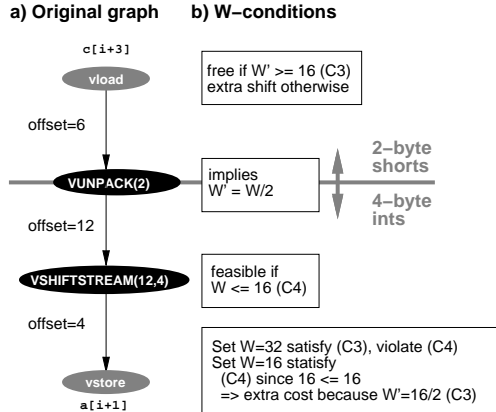 a) Original graph
b) W-conditions
c[i+3]
vload
free if W' >= 16 (C3)
extra shift otherwise
offset=6
2-byte
shorts
VUNPACK(2)
implies
W' = W/2
4-byte
ints
offset=12
VSHIFTSTREAM(12,4)
feasible if
W <= 16 (C4)
offset=4
Set W=32 satisfy (C3), violate (C4)
Set W=16 statisfy
(C4) since 16 <= 16
=> extra cost because W'=16/2 (C3)
vstore
a[i+1]